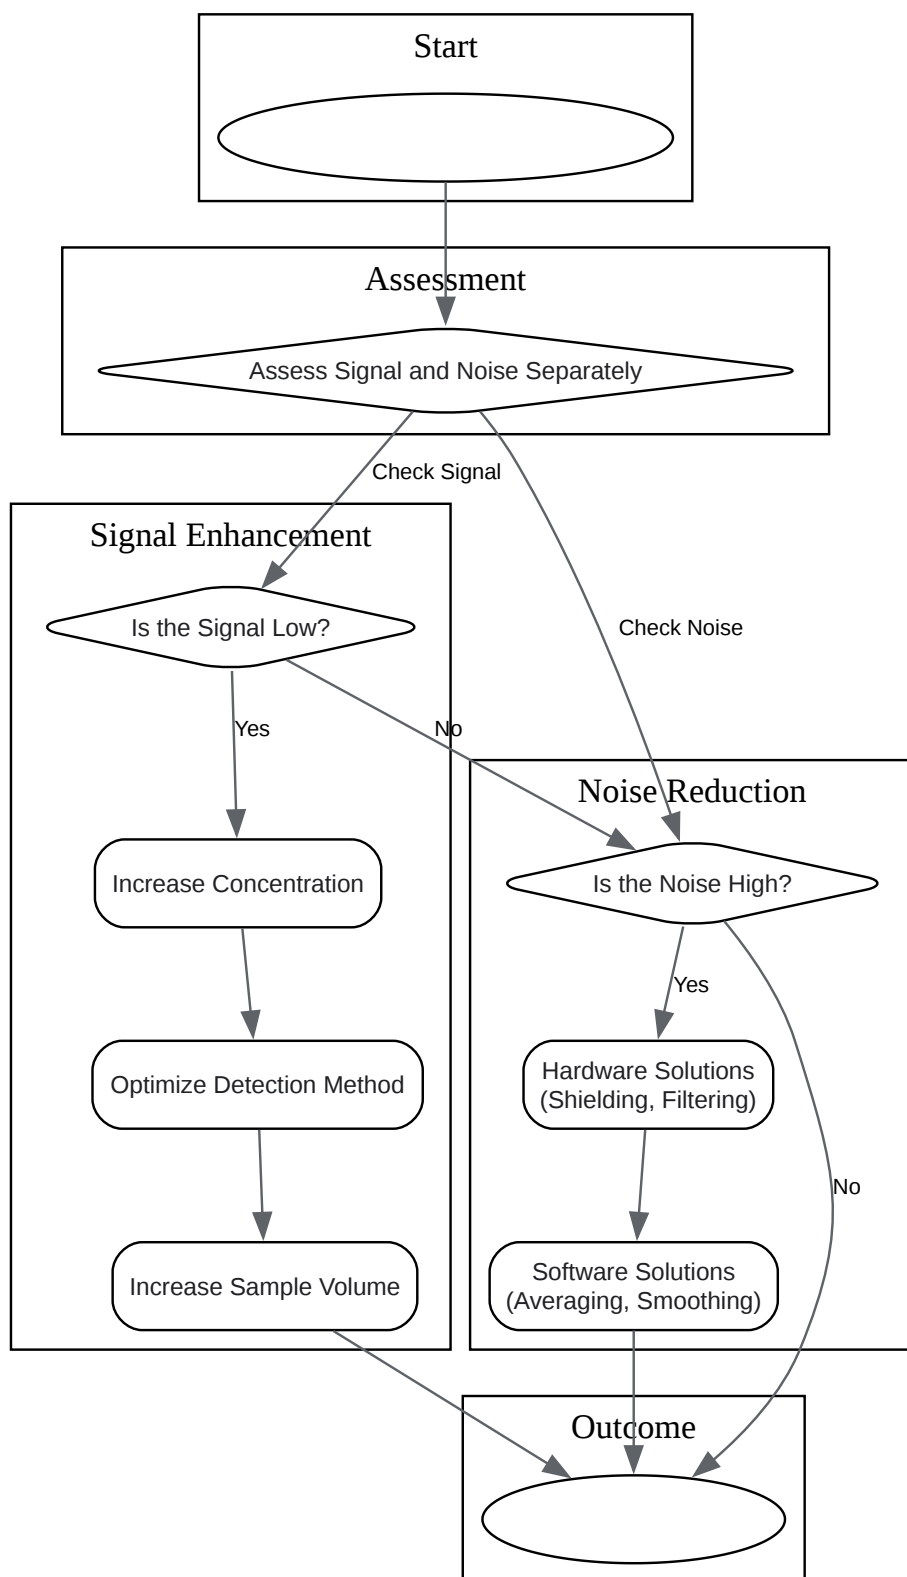 Start
Assessment
Assess Signal and Noise Separately
Check Signal
Signal Enhancement
Is the Signal Low?
Check Noise
Yes
No
Noise Reduction
Increase Concentration
Is the Noise High?
Yes
Optimize Detection Method
Hardware Solutions
(Shielding, Filtering)
No
Increase Sample Volume
Software Solutions
(Averaging, Smoothing)
Outcome